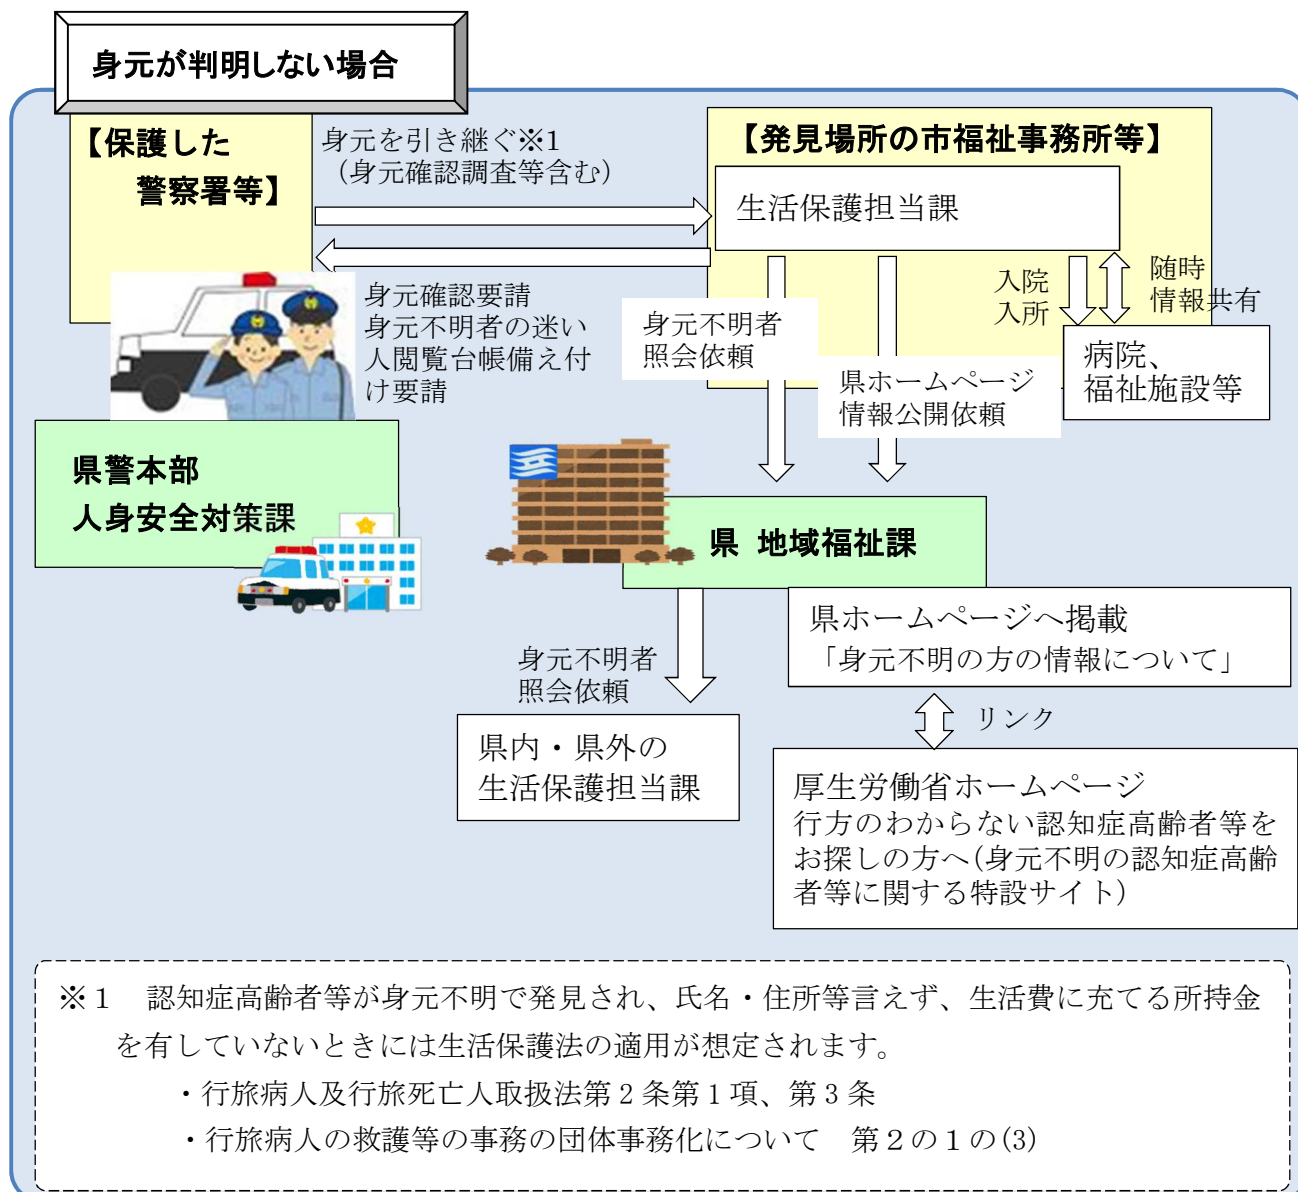 身元が判明しない場合
【保護した
警察署等】
身元を引き継ぐ※1
（身元確認調査等含む）
【発見場所の市福祉事務所等】
生活保護担当課
身元確認要請
身元不明者の迷い
人閲覧台帳備え付
け要請
身元不明者
照会依頼
県ホームページ
情報公開依頼
入院
入所
随時
情報共有
病院、
福祉施設等
県警本部
人身安全対策課
県 地域福祉課
身元不明者
照会依頼
県内・県外の
生活保護担当課
県ホームページへ掲載
「身元不明の方の情報について」
リンク
厚生労働省ホームページ
行方のわからない認知症高齢者等を
お探しの方へ(身元不明の認知症高齢
者等に関する特設サイト)
※１　認知症高齢者等が身元不明で発見され、氏名・住所等言えず、生活費に充てる所持金
を有していないときには生活保護法の適用が想定されます。
・行旅病人及行旅死亡人取扱法第２条第１項、第３条
・行旅病人の救護等の事務の団体事務化について　第２の１の(3)